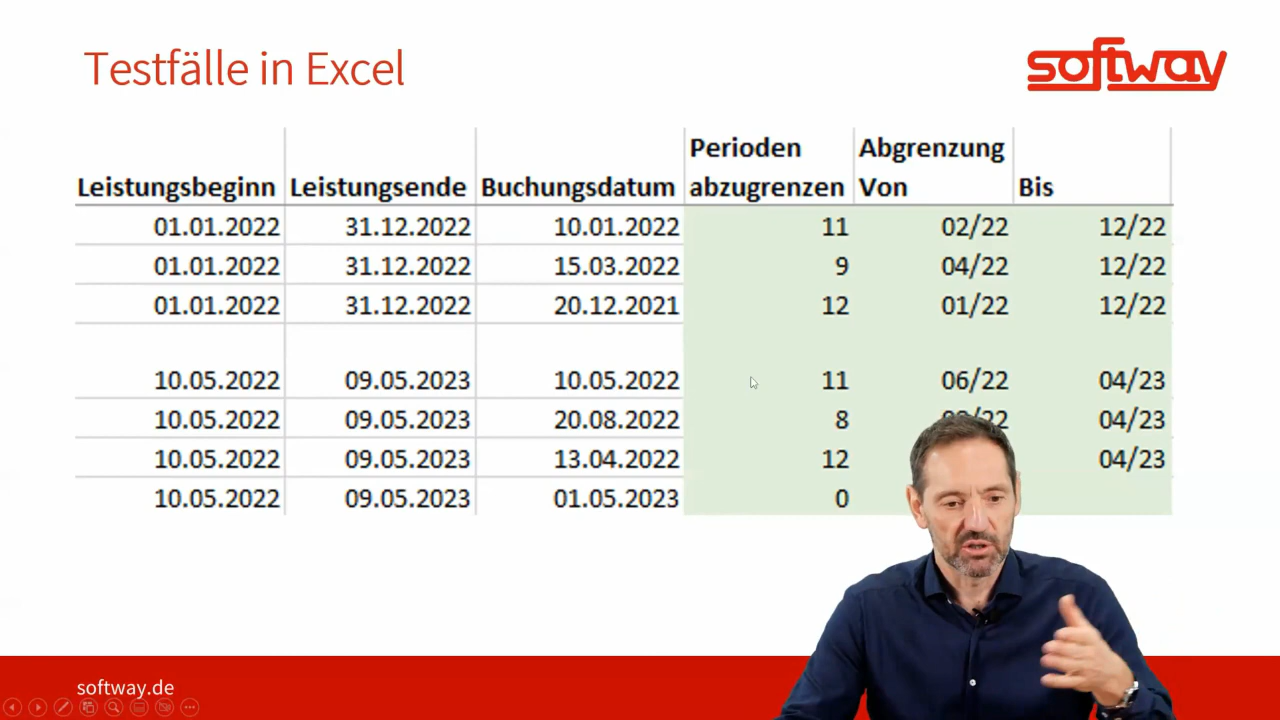 Testfälle in Excel
softway
Perioden Abgrenzung
Leistungsbeginn Leistungsende Buchungsdatum abzugrenzen Von Bis
01.01.2022 31.12.2022 10.01.2022 11 02/22 12/22
01.01.2022 31.12.2022 15.03.2022 9 04/22 12/22
01.01.2022 31.12.2022 20.12.2021 12 01/22 12/22
10.05.2022 09.05.2023 10.05.2022 11 06/22 04/23
10.05.2022 09.05.2023 20.08.2022 8 04/23
10.05.2022 09.05.2023 13.04.2022 12 04/23
10.05.2022 09.05.2023 01.05.2023 0
softway.de